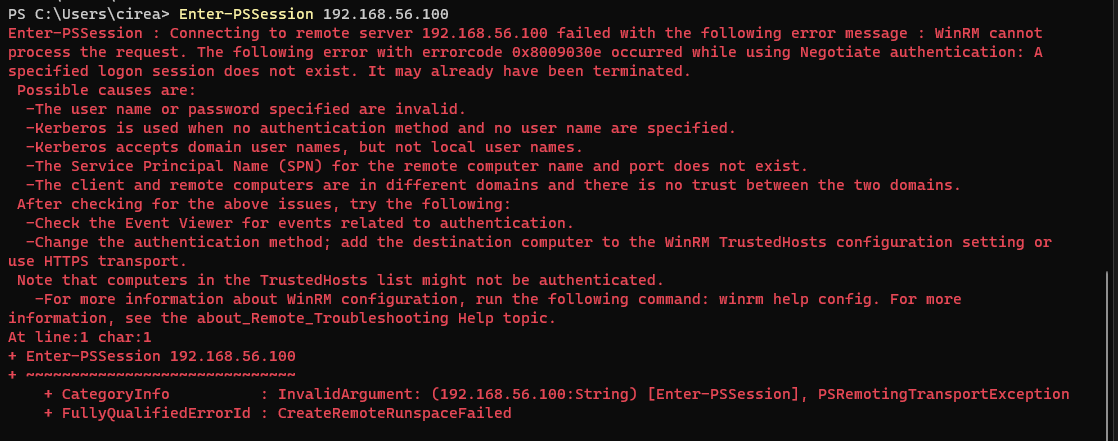 PS C:\Users\cirea> Enter-PSSession 192.168.56.100
Enter-PSSession : Connecting to remote server 192.168.56.100 failed with the following error message : WinRM cannot
process the request. The following error with errorcode 0x8009030e occurred while using Negotiate authentication: A
specified logon session does not exist. It may already have been terminated.
 Possible causes are:
  -The user name or password specified are invalid.
  -Kerberos is used when no authentication method and no user name are specified.
  -Kerberos accepts domain user names, but not local user names.
  -The Service Principal Name (SPN) for the remote computer name and port does not exist.
  -The client and remote computers are in different domains and there is no trust between the two domains.
 After checking for the above issues, try the following:
  -Check the Event Viewer for events related to authentication.
  -Change the authentication method; add the destination computer to the WinRM TrustedHosts configuration setting or
use HTTPS transport.
 Note that computers in the TrustedHosts list might not be authenticated.
   -For more information about WinRM configuration, run the following command: winrm help config. For more
information, see the about_Remote_Troubleshooting Help topic.
At line:1 char:1
+ Enter-PSSession 192.168.56.100
+ ~~~~~~~~~~~~~~~~~~~~~~~~~~~~~~
    + CategoryInfo          : InvalidArgument: (192.168.56.100:String) [Enter-PSSession], PSRemotingTransportException
    + FullyQualifiedErrorId : CreateRemoteRunspaceFailed